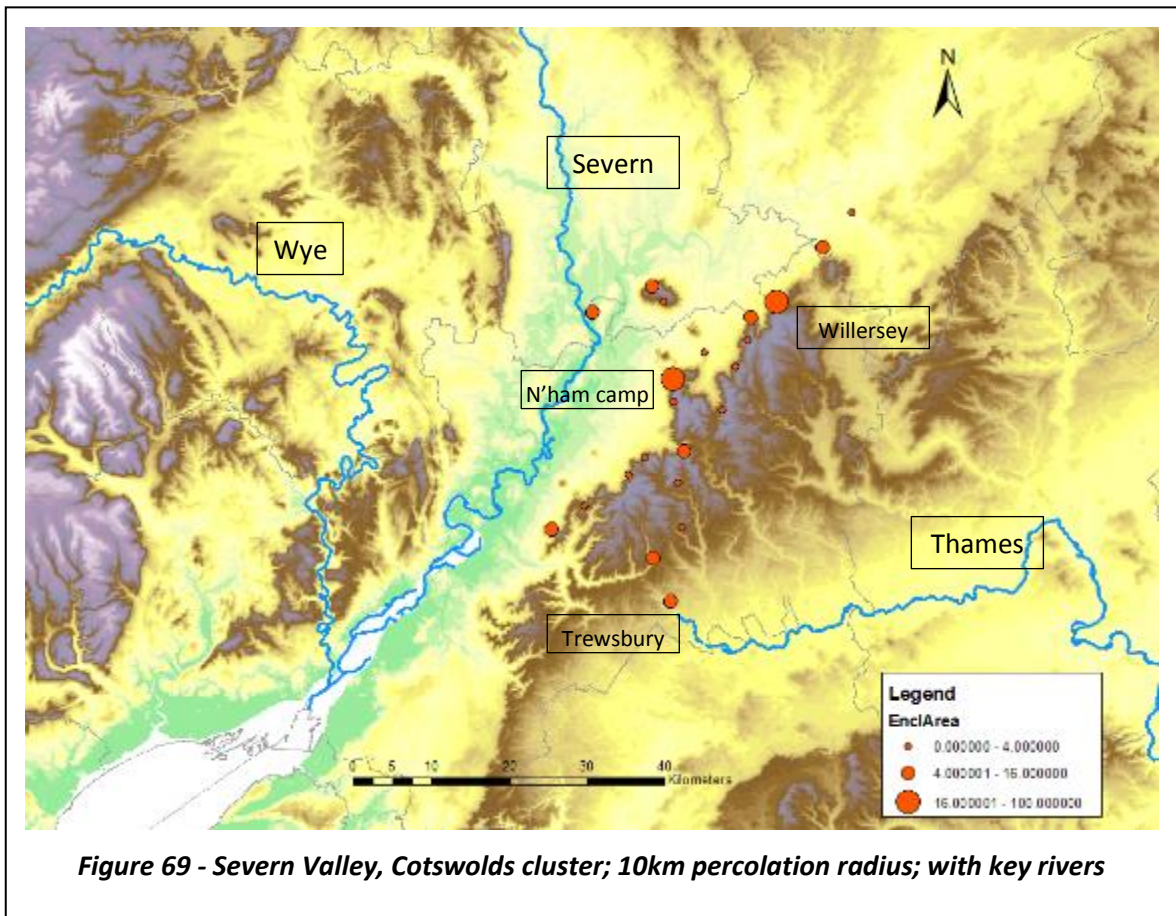 N
Severn
Wye
Willersey
N'ham camp
Thames
Trewsbury
Legend
EnclArea
0.000000 - 4.000000
4.000001 - 16.000000
16.000001 - 100.000000
0 5 10 20 30 40
Kilometers
Figure 69 - Severn Valley, Cotswolds cluster; 10km percolation radius; with key rivers